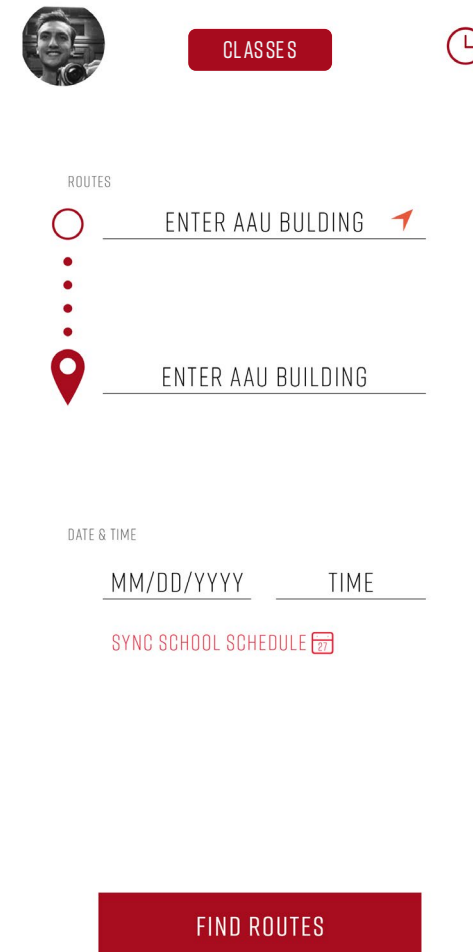 CLASSES
ROUTES
ENTER AAU BULDING
ENTER AAU BUILDING
DATE & TIME
MM/DD/YYYY TIME
SYNC SCHOOL SCHEDULE 27
FIND ROUTES